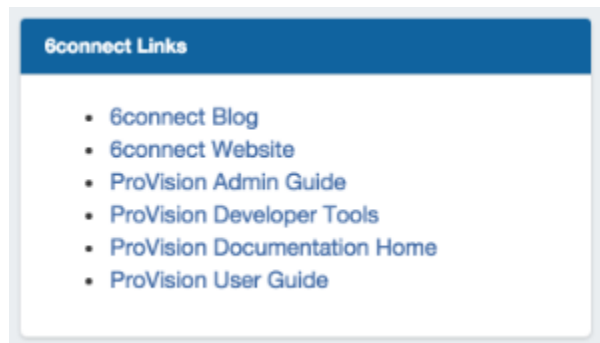 6connect Links
6connect Blog
6connect Website
ProVision Admin Guide
ProVision Developer Tools
ProVision Documentation Home
ProVision User Guide